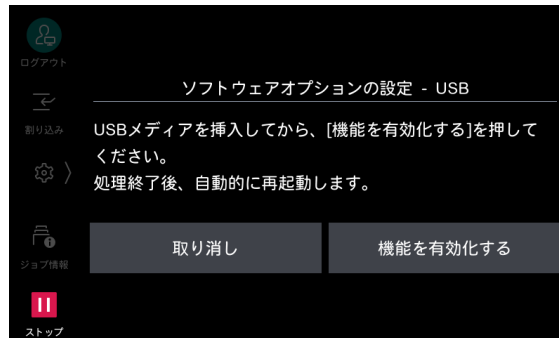 ログアウト
割り込み
ジョブ情報
ストップ
ソフトウェアオプションの設定 - USB
USBメディアを挿入してから、[機能を有効化する]を押して
ください。
処理終了後、自動的に再起動します。
取り消し
機能を有効化する